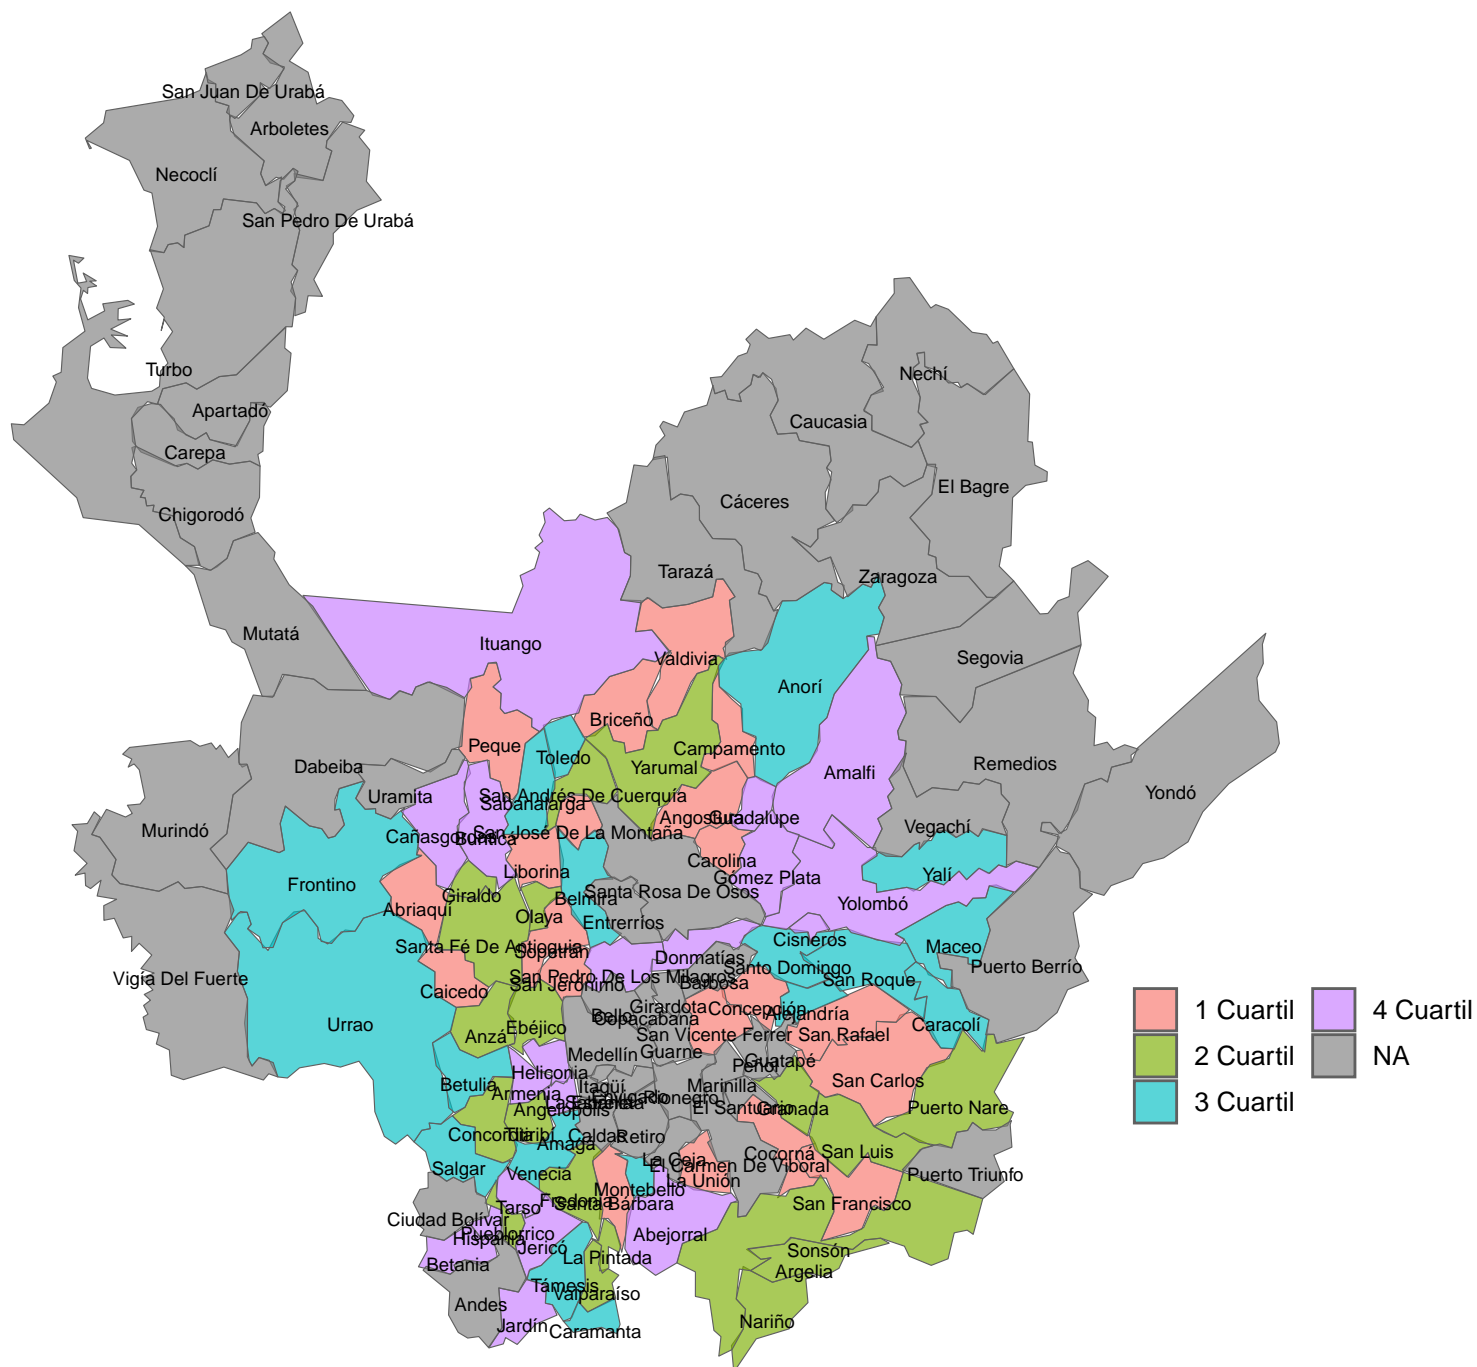 San Juan De Urabá
Arboletes
Necoclí
San Pedro De Urabá
Turbo
Nechí
Apartadó
Caucasia
Carepa
El Bagre
Cáceres
Chigorodó
Tarazá
Zaragoza
Mutatá
Ituango
Segovia
Valdivia
Anorí
Briceño
Peque
Campamento
Toledo
Remedios
Dabeiba
Yarumal
Amalfi
Yondó
Uramita
San Andrés De Cuerquía
Sabanalarga
Angostura
Guadalupe
Vegachí
Murindó
Cañasgordas
Buriticá
San José De La Montaña
Carolina
Liborina
Yalí
Gómez Plata
Frontino
Giraldo
Santa Rosa De Osos
Belmira
Yolombó
Abriaquí
Olaya
Entrerríos
Cisneros
Santa Fé De Antioquia
Sopetrán
Maceo
Donmatías
Santo Domingo
Puerto Berrío
Vigía Del Fuerte
San Pedro De Los Milagros
San Jerónimo
Barbosa
San Roque
Caicedo
Girardota
Concepción
Alejandría
1 Cuartil
4 Cuartil
Bello
Copacabana
Urrao
Ebéjico
Anzá
San Vicente Ferrer
San Rafael
Caracolí
Medellín
Guarne
Guatapé
Peñol
2 Cuartil
NA
Heliconia
Betulia
Itagüí
Marinilla
San Carlos
Armenia
Envigado
Rionegro
La Estrella
Angelópolis
El Santuario
Granada
Puerto Nare
3 Cuartil
Concordia
Titiribí
Caldas
Retiro
Amagá
Cocorná
San Luis
La Ceja
El Carmen De Viboral
Salgar
Venecia
La Unión
Puerto Triunfo
Montebello
Fredonia
Santa Bárbara
San Francisco
Tarso
Ciudad Bolívar
Pueblorrico
Hispania
Abejorral
Jericó
Sonsón
La Pintada
Betania
Argelia
Támesis
Valparaíso
Andes
Nariño
Jardín
Caramanta